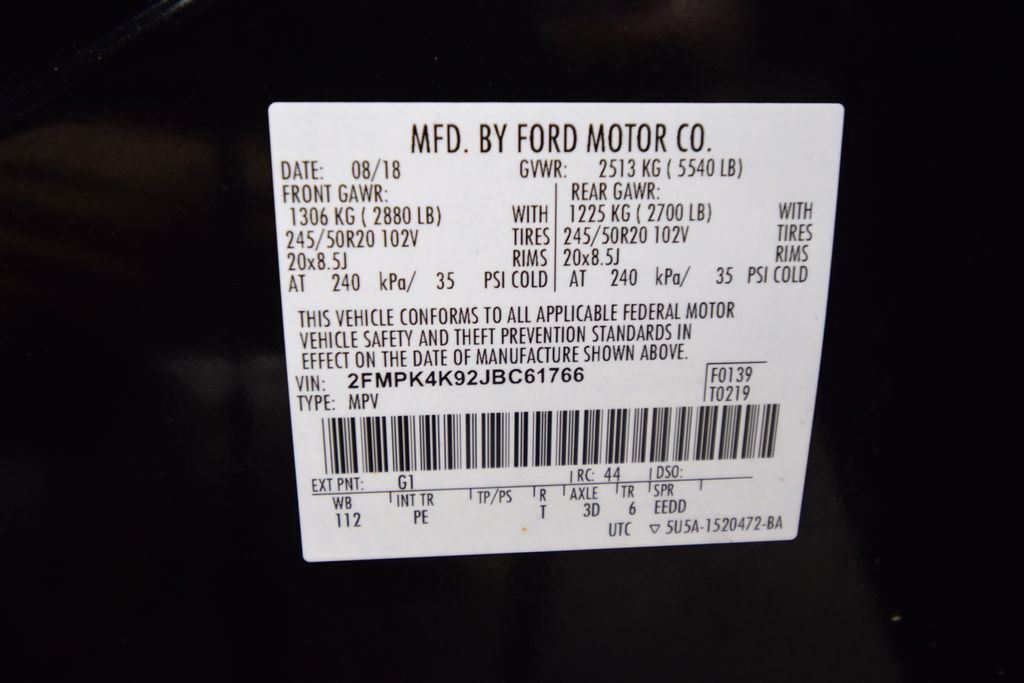 MFD. BY FORD MOTOR CO.
DATE: 08/18 GVWR: 2513 KG ( 5540 LB)
FRONT GAWR: REAR GAWR:
1306 KG ( 2880 LB) WITH 1225 KG ( 2700 LB) WITH
245/50R20 102V TIRES 245/50R20 102V TIRES
20x8.5J RIMS 20x8.5J RIMS
AT 240 kPa/ 35 PSI COLD AT 240 kPa/ 35 PSI COLD
THIS VEHICLE CONFORMS TO ALL APPLICABLE FEDERAL MOTOR
VEHICLE SAFETY AND THEFT PREVENTION STANDARDS IN
EFFECT ON THE DATE OF MANUFACTURE SHOWN ABOVE.
VIN: 2FMPK4K92JBC61766 F0139
TYPE: MPV T0219
EXT PNT: G1 RC: 44 DSO:
WB INT TR TP/PS R AXLE TR SPR
112 PE T 3D 6 EEDD
UTC ▽ 5U5A-1520472-BA